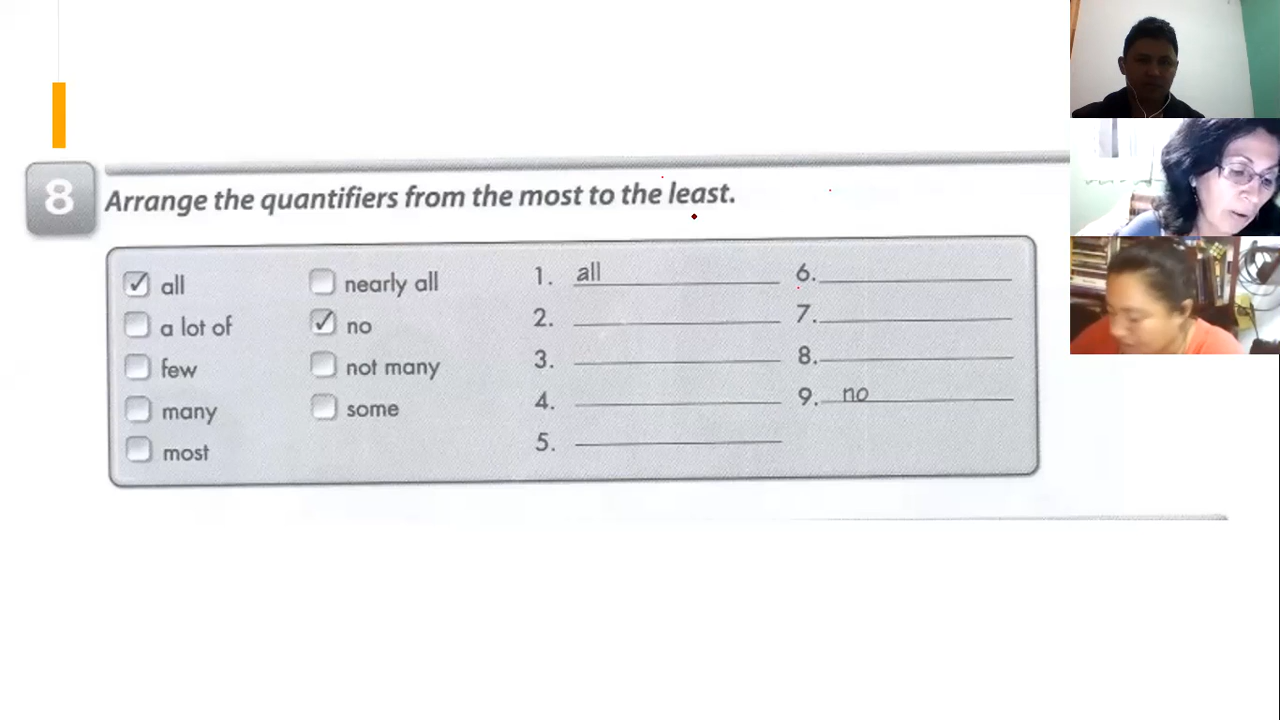 8 Arrange the quantifiers from the most to the least.
all
a lot of
few
many
most
nearly all
no
not many
some
1. all
2.
3.
4.
5.
6.
7.
8.
9. no